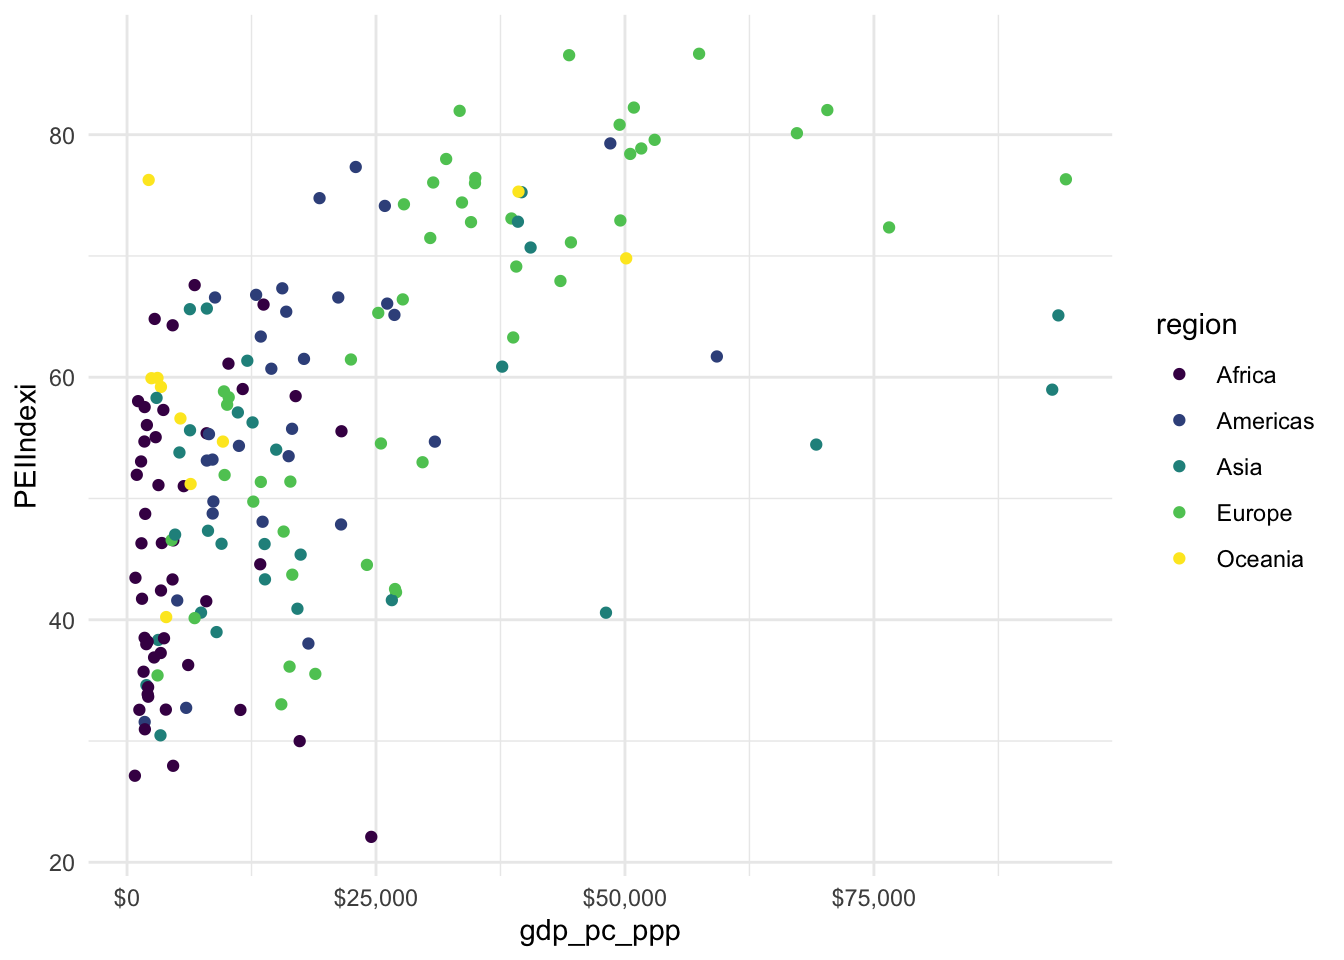 80
60
40
20
$0
$25,000
$50,000
$75,000
gdp_pc_ppp
PEIIndexi
region
Africa
Americas
Asia
Europe
Oceania